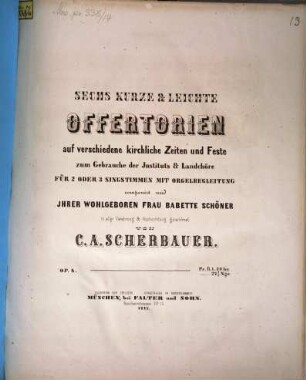 13
SECHS KURZE & LEICHTE
OFFERTORIEN
auf verschiedene kirchliche Zeiten und Feste
zum Gebrauche der Instituts & Landchöre
FÜR 2 ODER 3 SINGSTIMMEN MIT ORGELBEGLEITUNG
componirt und
JHRER WOHLGEBOREN FRAU BABETTE SCHÖNER
VON
C. A. SCHERBAUER.
OP. 4.
MÜNCHEN, bei FALTER und SOHN.